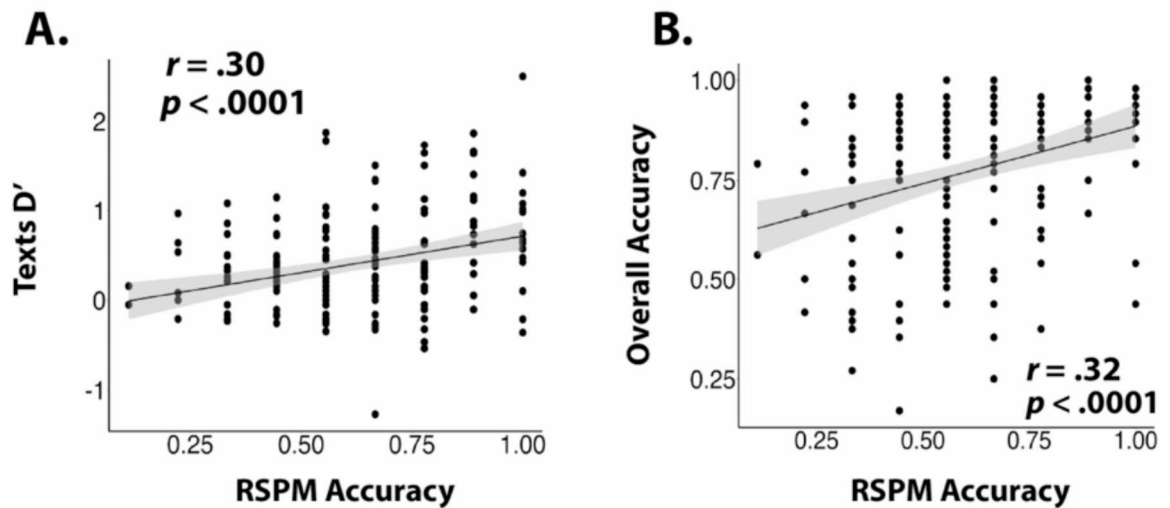 A.
r = .30
p < .0001
Texts D′
2
1
0
-1
0.25 0.50 0.75 1.00
RSPM Accuracy
B.
Overall Accuracy
1.00
0.75
0.50
0.25
r = .32
p < .0001
0.25 0.50 0.75 1.00
RSPM Accuracy